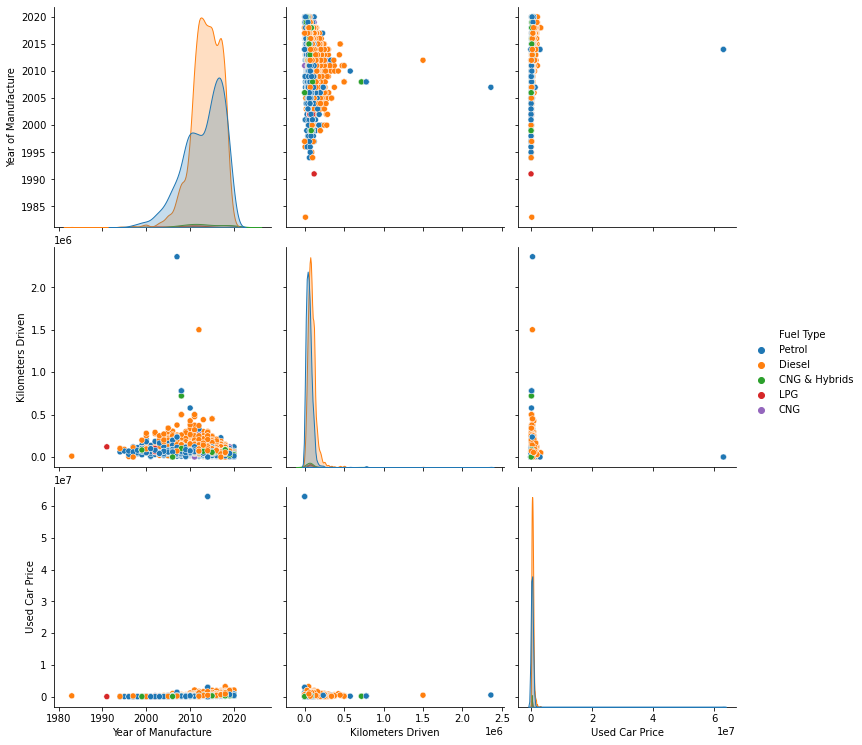 2020
2015
2010
2005
2000
1995
1990
1985
Year of Manufacture
1e6
2.0
1.5
1.0
0.5
0.0
Kilometers Driven
Fuel Type
Petrol
Diesel
CNG & Hybrids
LPG
CNG
1e7
6
5
4
3
2
1
0
Used Car Price
1980 1990 2000 2010 2020
Year of Manufacture
0.0 0.5 1.0 1.5 2.0 2.5
1e6
Kilometers Driven
0 2 4 6
1e7
Used Car Price